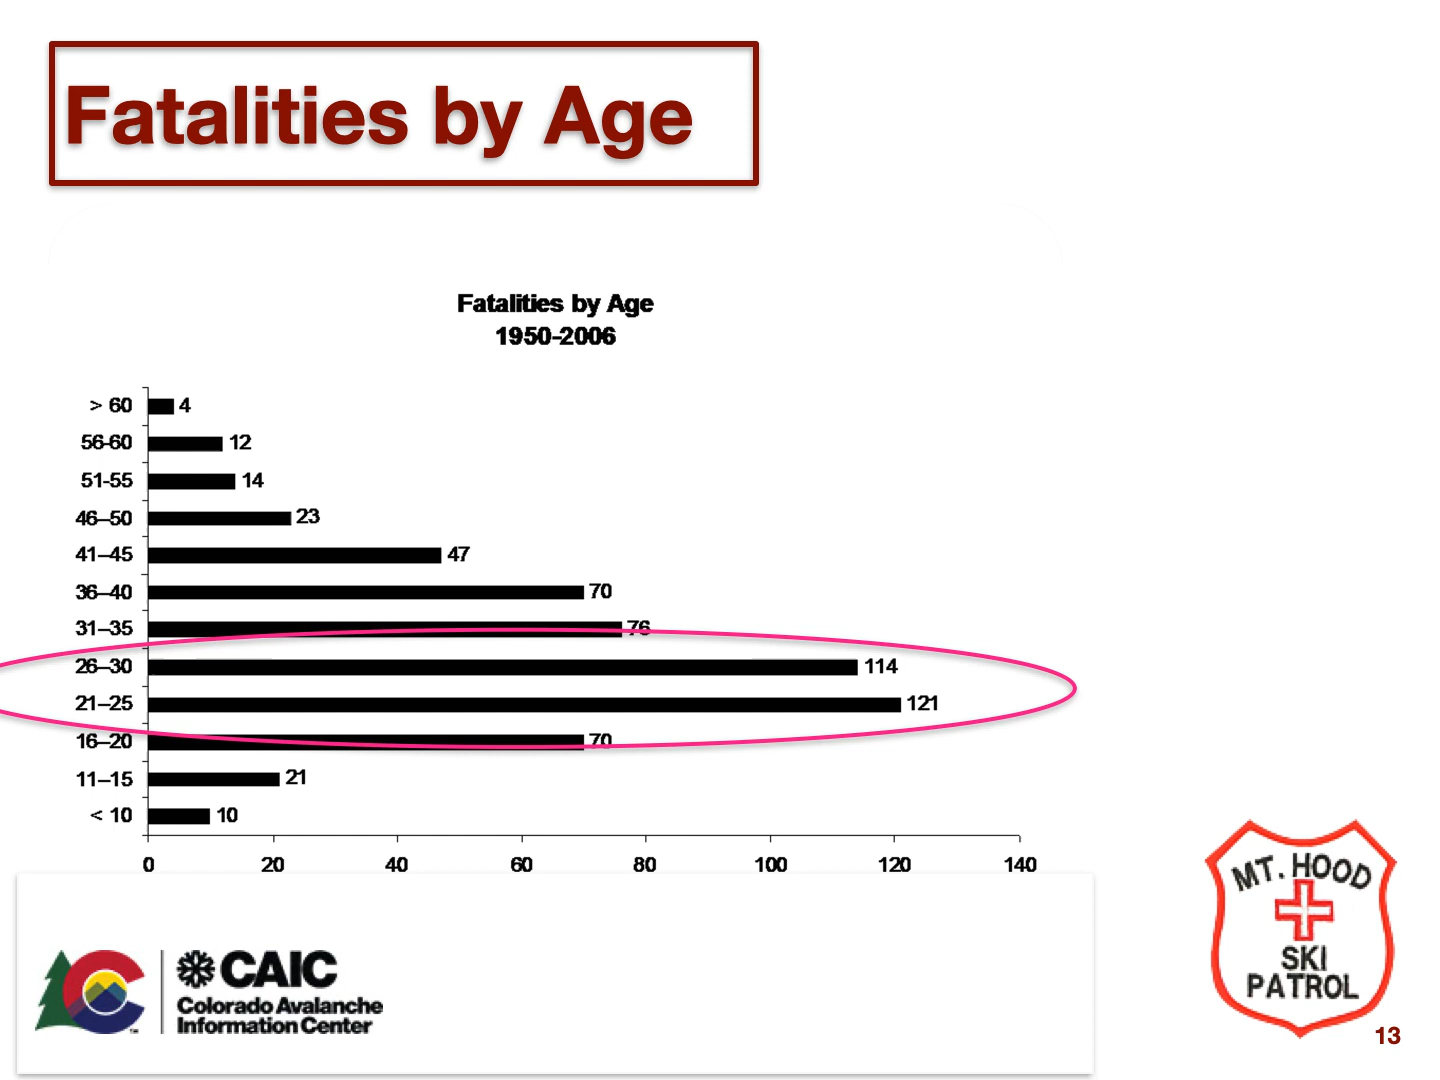 Fatalities by Age
Fatalities by Age
1950-2006
> 60 4
56-60 12
51-55 14
46–50 23
41–45 47
36–40 70
31–35 76
26–30 114
21–25 121
16–20 70
11–15 21
< 10 10
0 20 40 60 80 100 120 140
CAIC
Colorado Avalanche
Information Center
™
MT. HOOD
SKI
PATROL
13